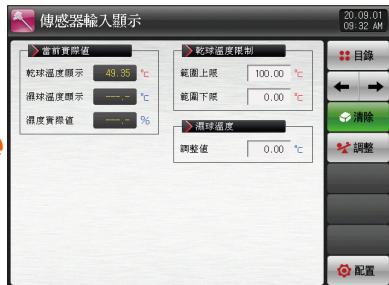 傳感器輸入顯示
20.09.01
09:32 AM
當前實際值
乾球溫度顯示 49.35 °C
濕球溫度顯示 ---.- °C
濕度實際值 ---.- %
乾球溫度限制
範圍上限 100.00 °C
範圍下限 0.00 °C
濕球溫度
調整值 0.00 °C
目錄
清除
調整
配置